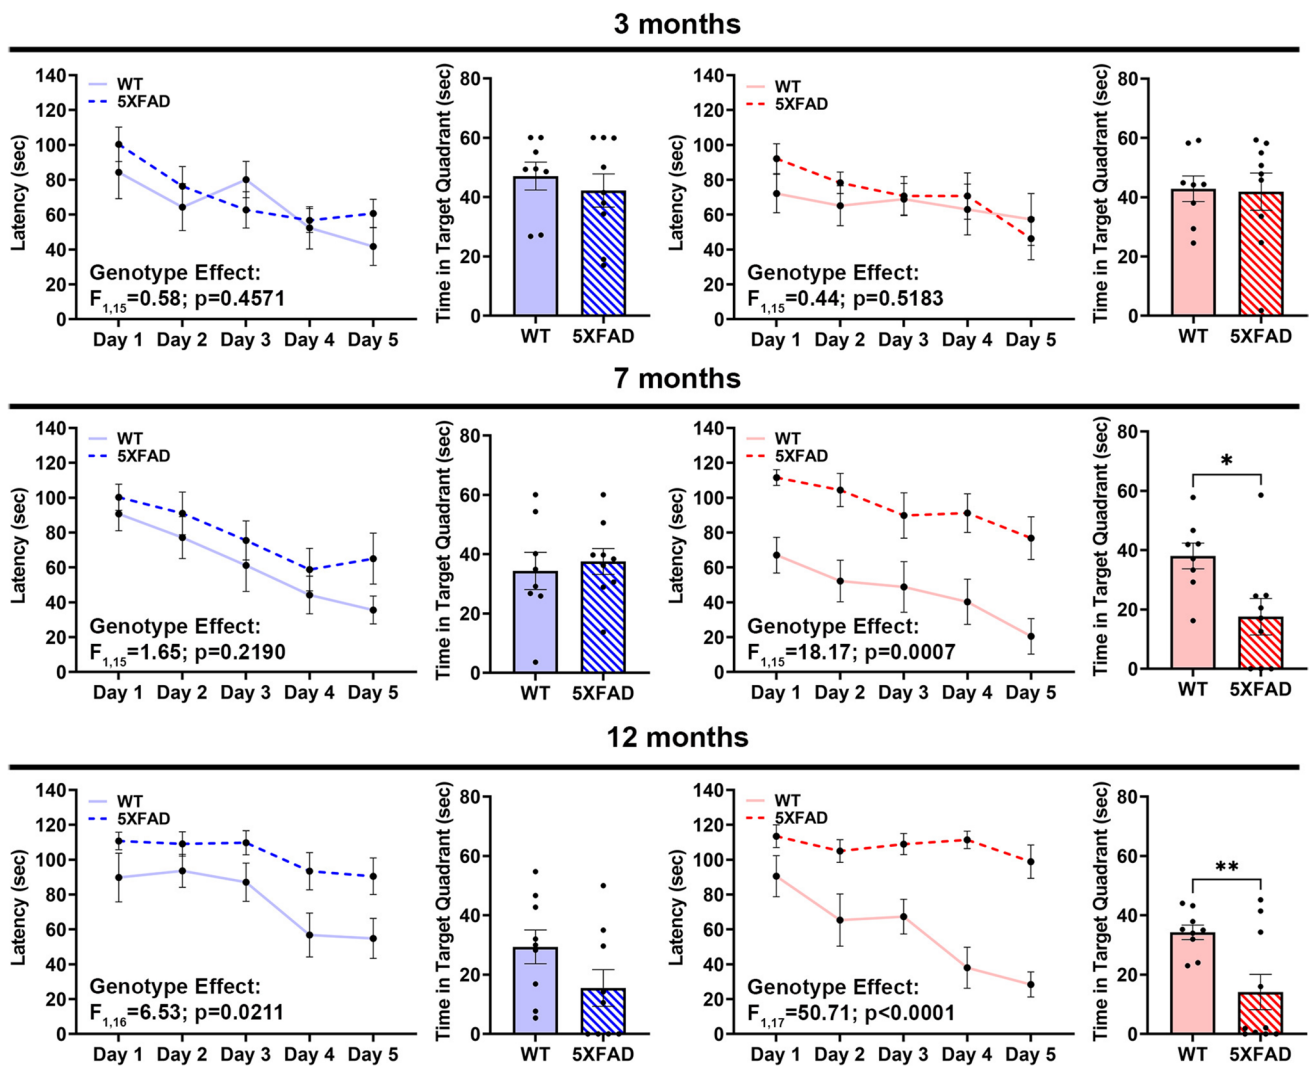 3 months
140
120
100
80
60
40
20
0
Latency (sec)
WT
5XFAD
Genotype Effect:
F1,15=0.58; p=0.4571
Day 1 Day 2 Day 3 Day 4 Day 5
80
60
40
20
0
Time in Target Quadrant (sec)
WT 5XFAD
140
120
100
80
60
40
20
0
Latency (sec)
WT
5XFAD
Genotype Effect:
F1,15=0.44; p=0.5183
Day 1 Day 2 Day 3 Day 4 Day 5
80
60
40
20
0
Time in Target Quadrant (sec)
WT 5XFAD
7 months
140
120
100
80
60
40
20
0
Latency (sec)
WT
5XFAD
Genotype Effect:
F1,15=1.65; p=0.2190
Day 1 Day 2 Day 3 Day 4 Day 5
80
60
40
20
0
Time in Target Quadrant (sec)
WT 5XFAD
140
120
100
80
60
40
20
0
Latency (sec)
WT
5XFAD
Genotype Effect:
F1,15=18.17; p=0.0007
Day 1 Day 2 Day 3 Day 4 Day 5
80
60
40
20
0
Time in Target Quadrant (sec)
*
WT 5XFAD
12 months
140
120
100
80
60
40
20
0
Latency (sec)
WT
5XFAD
Genotype Effect:
F1,16=6.53; p=0.0211
Day 1 Day 2 Day 3 Day 4 Day 5
80
60
40
20
0
Time in Target Quadrant (sec)
WT 5XFAD
140
120
100
80
60
40
20
0
Latency (sec)
WT
5XFAD
Genotype Effect:
F1,17=50.71; p<0.0001
Day 1 Day 2 Day 3 Day 4 Day 5
80
60
40
20
0
Time in Target Quadrant (sec)
**
WT 5XFAD